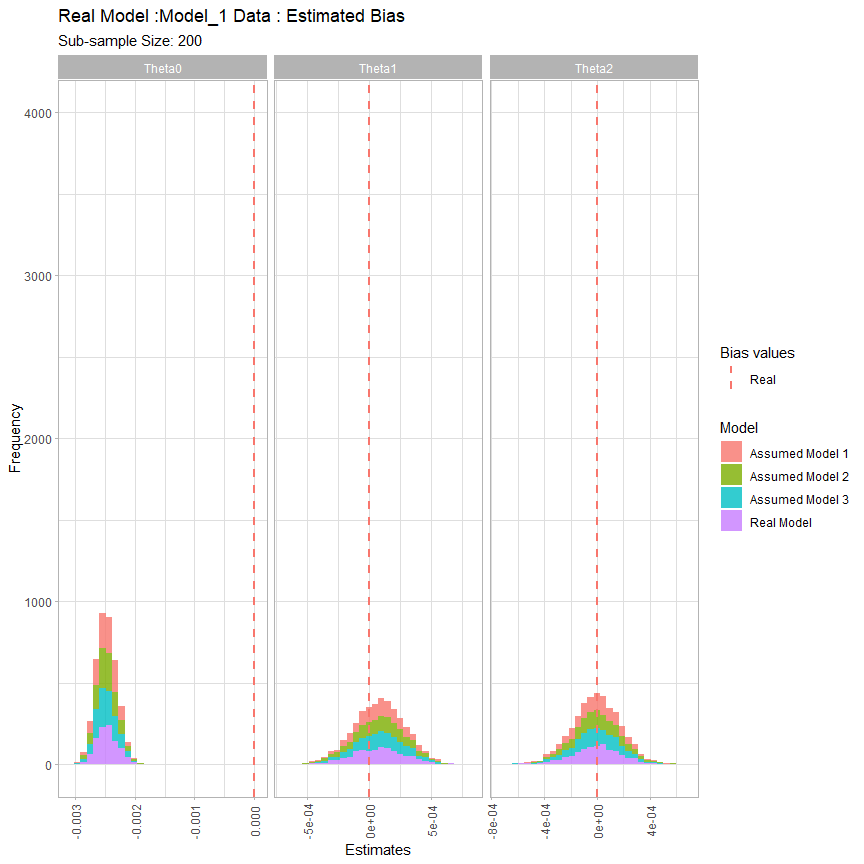 Real Model :Model_1 Data : Estimated Bias
Sub-sample Size: 200
Theta0
Theta1
Theta2
4000
3000
2000
1000
0
Frequency
-0.003
-0.002
-0.001
0.000
-5e-04
0e+00
5e-04
-8e-04
-4e-04
0e+00
4e-04
Estimates
Bias values
Real
Model
Assumed Model 1
Assumed Model 2
Assumed Model 3
Real Model